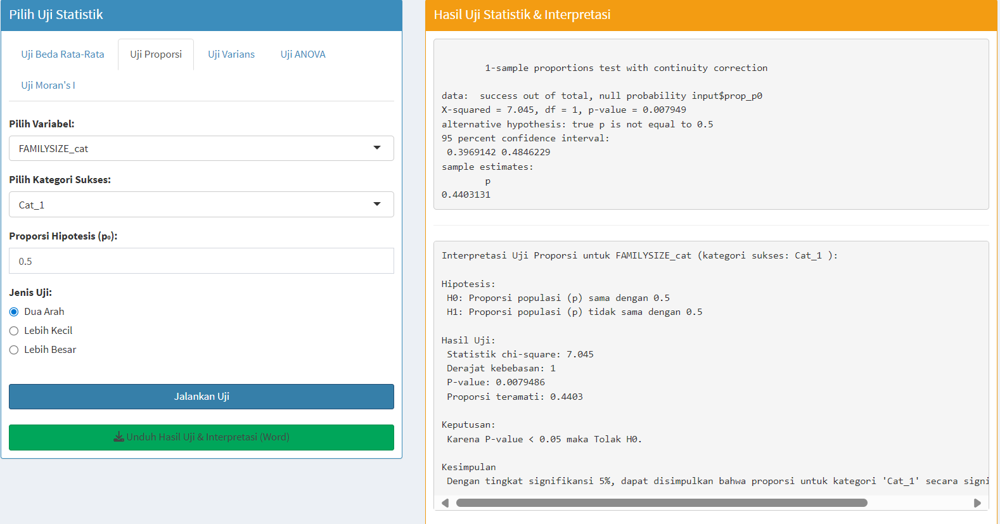 Pilih Uji Statistik
Uji Beda Rata-Rata
Uji Proporsi
Uji Varians
Uji ANOVA
Uji Moran's I
Pilih Variabel:
FAMILYSIZE_cat
Pilih Kategori Sukses:
Cat_1
Proporsi Hipotesis (p₀):
0.5
Jenis Uji:
Dua Arah
Lebih Kecil
Lebih Besar
Jalankan Uji
Unduh Hasil Uji & Interpretasi (Word)
Hasil Uji Statistik & Interpretasi
1-sample proportions test with continuity correction
data:  success out of total, null probability input$prop_p0
X-squared = 7.045, df = 1, p-value = 0.007949
alternative hypothesis: true p is not equal to 0.5
95 percent confidence interval:
0.3969142 0.4846229
sample estimates:
p
0.4403131
Interpretasi Uji Proporsi untuk FAMILYSIZE_cat (kategori sukses: Cat_1 ):
Hipotesis:
H0: Proporsi populasi (p) sama dengan 0.5
H1: Proporsi populasi (p) tidak sama dengan 0.5
Hasil Uji:
Statistik chi-square: 7.045
Derajat kebebasan: 1
P-value: 0.0079486
Proporsi teramati: 0.4403
Keputusan:
Karena P-value < 0.05 maka Tolak H0.
Kesimpulan
Dengan tingkat signifikansi 5%, dapat disimpulkan bahwa proporsi untuk kategori 'Cat_1' secara signi